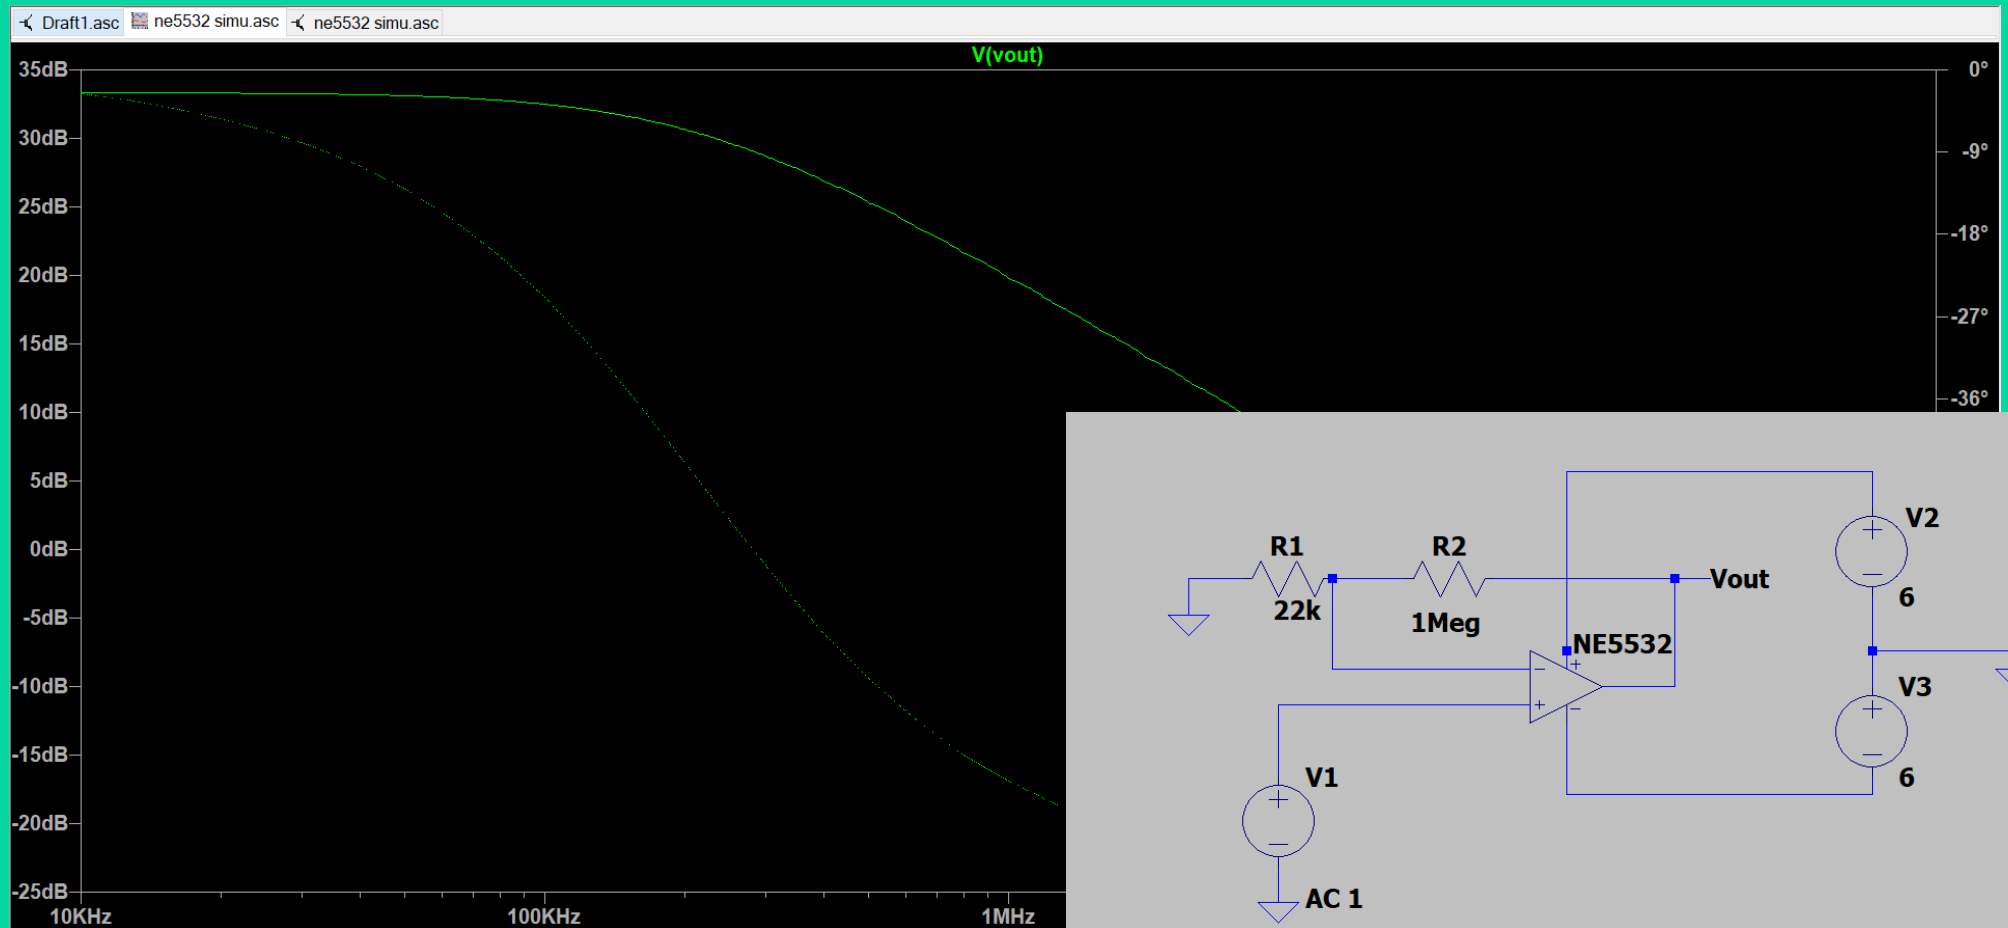 Draft1.asc
ne5532 simu.asc
ne5532 simu.asc
V(vout)
35dB
30dB
25dB
20dB
15dB
10dB
5dB
0dB
-5dB
-10dB
-15dB
-20dB
-25dB
0°
-9°
-18°
-27°
-36°
10KHz
100KHz
1MHz
R1
22k
R2
1Meg
Vout
NE5532
V2
6
V3
6
V1
AC 1